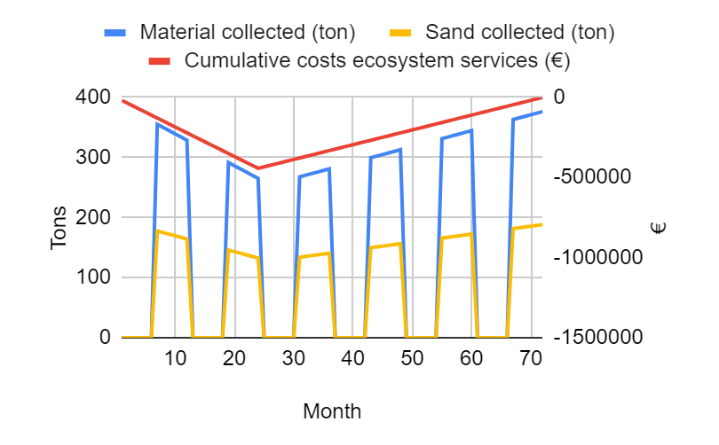 Material collected (ton) Sand collected (ton)
Cumulative costs ecosystem services (€)
400 0
300 -500000
200 -1000000
100
0 -1500000
Tons
€
10 20 30 40 50 60 70
Month